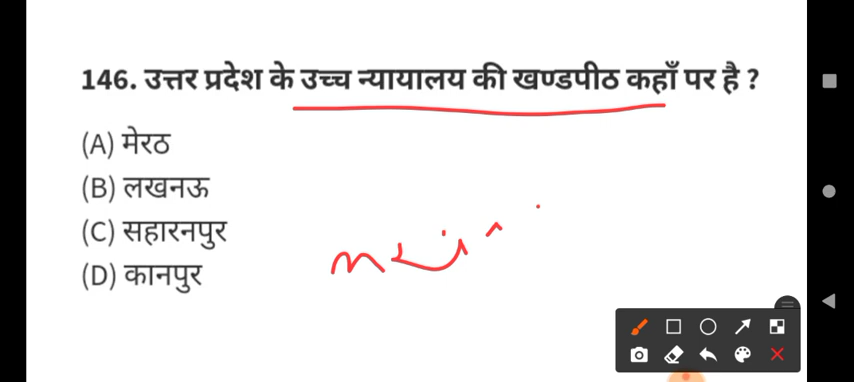 146. उत्तर प्रदेश के उच्च न्यायालय की खण्डपीठ कहाँ पर है ?
(A) मेरठ
(B) लखनऊ
(C) सहारनपुर
(D) कानपुर